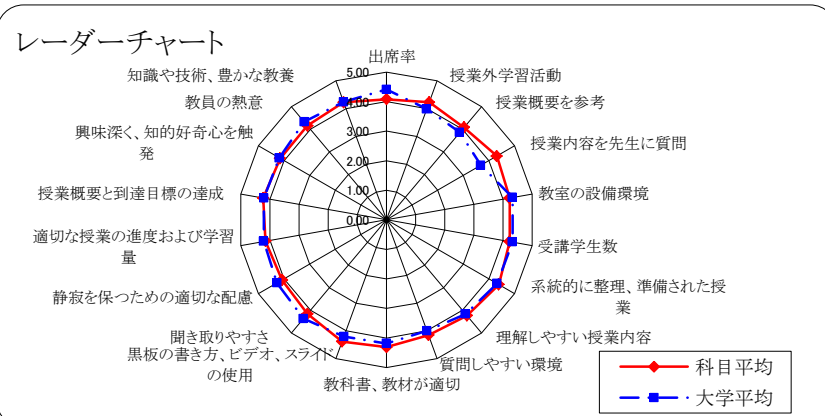 レーダーチャート
出席率
授業外学習活動
授業概要を参考
授業内容を先生に質問
教室の設備環境
受講学生数
系統的に整理、準備された授
業
理解しやすい授業内容
質問しやすい環境
教科書、教材が適切
黒板の書き方、ビデオ、スライド
の使用
聞き取りやすさ
静寂を保つための適切な配慮
適切な授業の進度および学習
量
授業概要と到達目標の達成
興味深く、知的好奇心を触
発
教員の熱意
知識や技術、豊かな教養
5.00
4.00
3.00
2.00
1.00
0.00
科目平均
大学平均